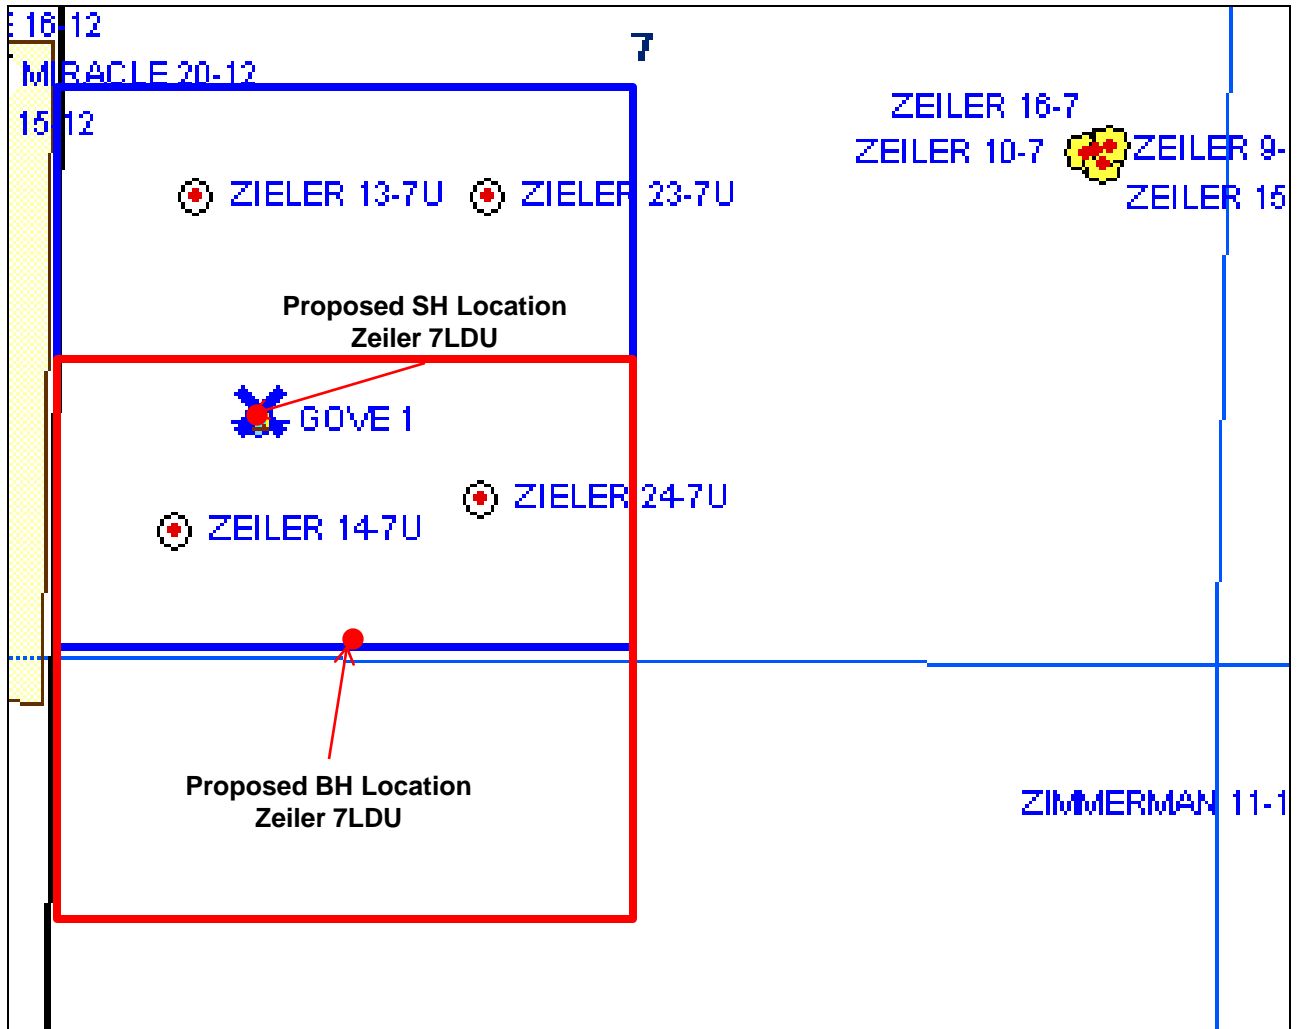 E 16-12
7
MIRACLE 20-12
ZEILER 16-7
15-12
ZEILER 10-7
ZEILER 9-
ZIELER 13-7U
ZIELER 23-7U
ZEILER 15
Proposed SH Location
Zeiler 7LDU
GOVE 1
ZIELER 24-7U
ZEILER 14-7U
Proposed BH Location
Zeiler 7LDU
ZIMMERMAN 11-1